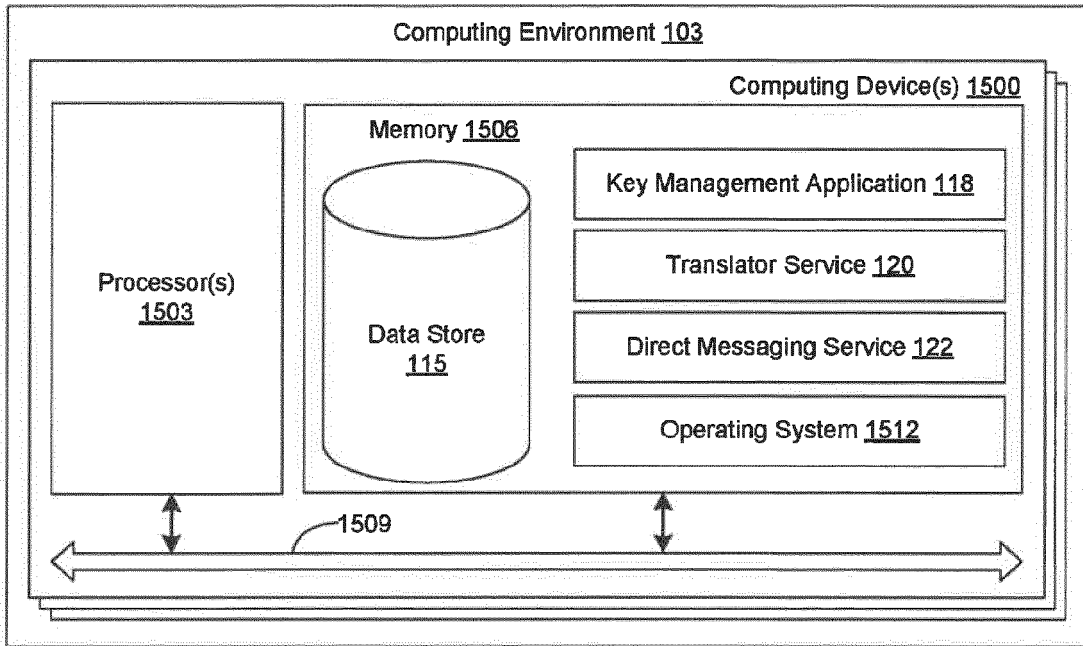 Computing Environment 103
Computing Device(s) 1500
Processor(s)
1503
Memory 1506
Data Store
115
Key Management Application 118
Translator Service 120
Direct Messaging Service 122
Operating System 1512
1509